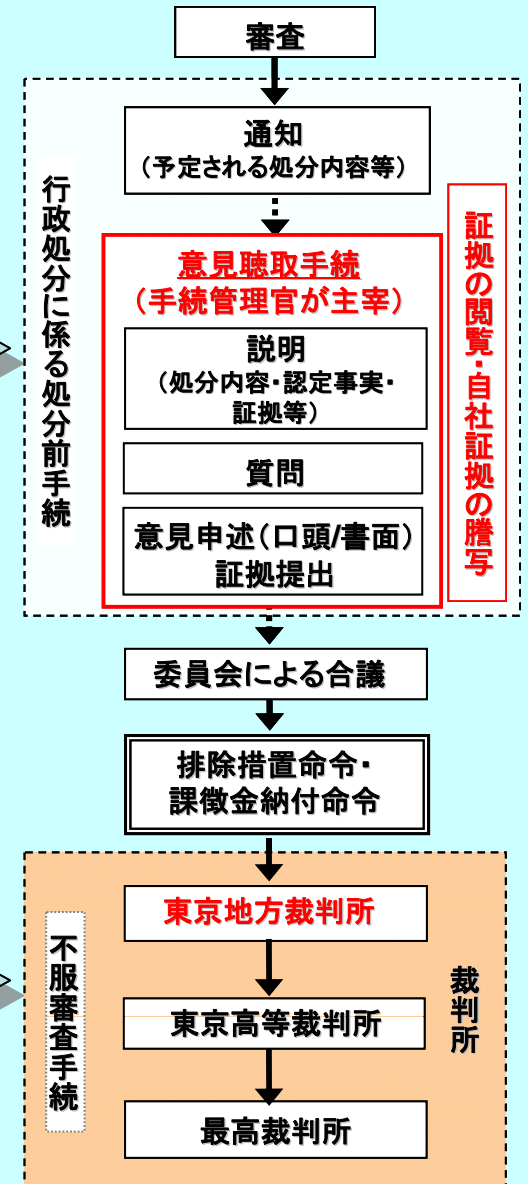 審査
行政処分に係る処分前手続
通知
（予定される処分内容等）
意見聴取手続
（手続管理官が主宰）
説明
（処分内容・認定事実・
証拠等）
質問
意見申述（口頭/書面）
証拠提出
証拠の閲覧・自社証拠の謄写
委員会による合議
排除措置命令・
課徴金納付命令
不服審査手続
東京地方裁判所
東京高等裁判所
最高裁判所
裁判所